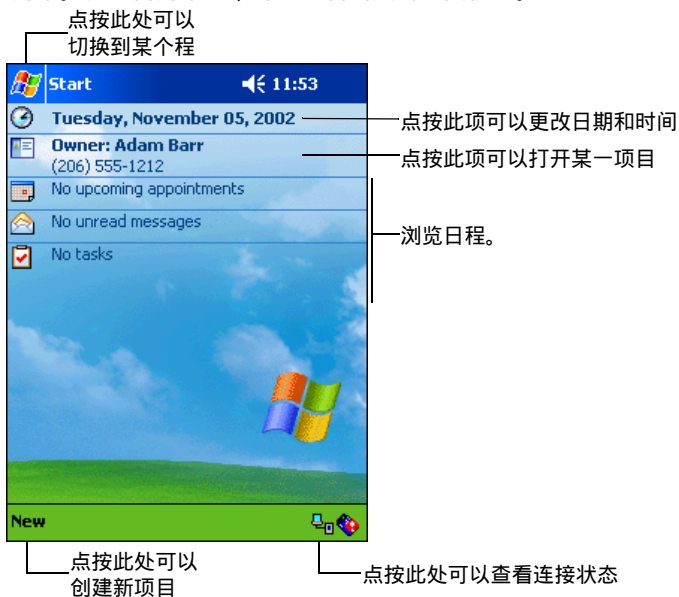 点按此处可以
切换到某个程
Start 11:53
Tuesday, November 05, 2002
点按此项可以更改日期和时间
Owner: Adam Barr
(206) 555-1212
点按此项可以打开某一项目
No upcoming appointments
No unread messages
浏览日程。
No tasks
New
点按此处可以
创建新项目
点按此处可以查看连接状态